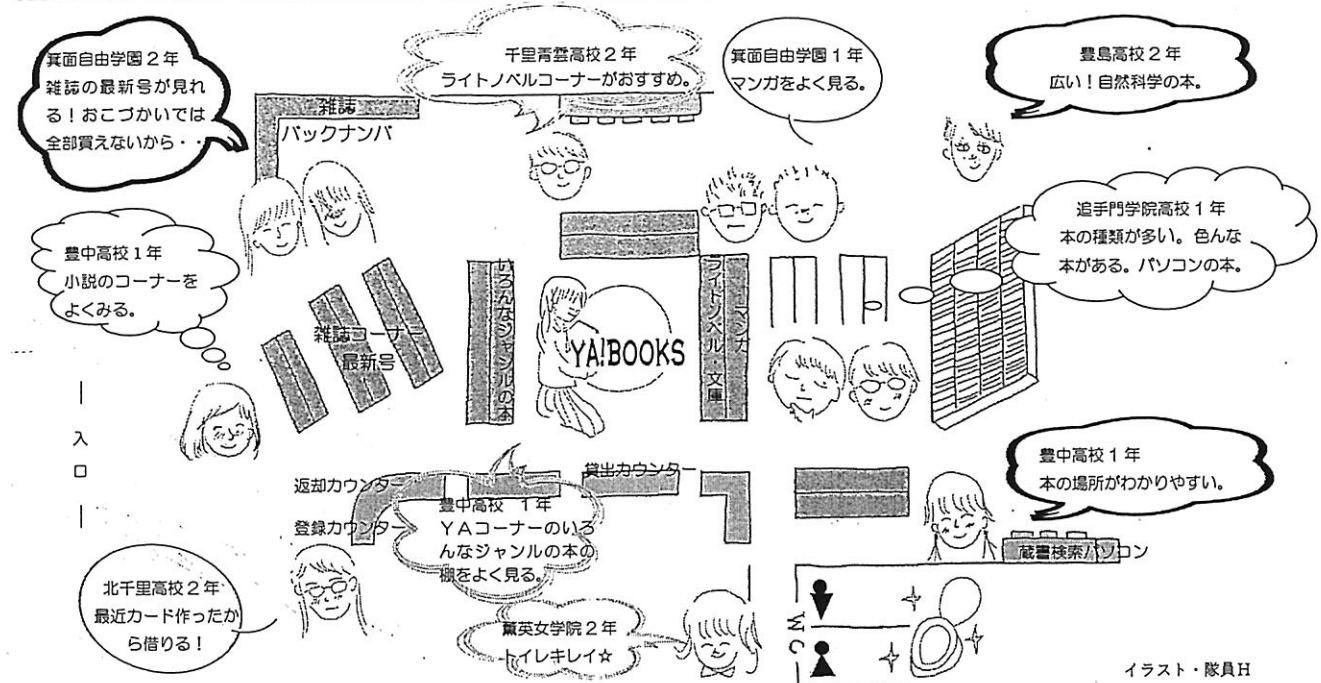 箕面自由学園2年
雑誌の最新号が見れ
る！おこづかいでは
全部買えないから・・
千里青雲高校2年
ライトノベルコーナーがおすすめ。
箕面自由学園1年
マンガをよく見る。
豊島高校2年
広い！自然科学の本。
雑誌
バックナンバ
豊中高校1年
小説のコーナーを
よくみる。
追手門学院高校1年
本の種類が多い。色んな
本がある。パソコンの本。
雑誌コーナー
最新号
いろんなジャンルの本
YA!BOOKS
ライトノベル・文庫
マンガ
入口
返却カウンター
登録カウンター
貸出カウンター
豊中高校 1年
YAコーナーのいろ
んなジャンルの本の
棚をよく見る。
豊中高校1年
本の場所がわかりやすい。
蔵書検索パソコン
北千里高校2年
最近カード作ったか
ら借りる！
薫英女学院2年
トイレキレイ☆
WC
イラスト・隊員H